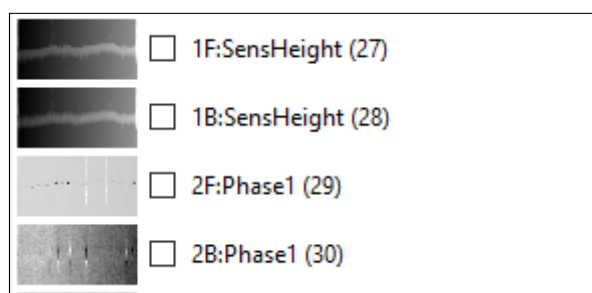 1F:SensHeight (27)
1B:SensHeight (28)
2F:Phase1 (29)
2B:Phase1 (30)